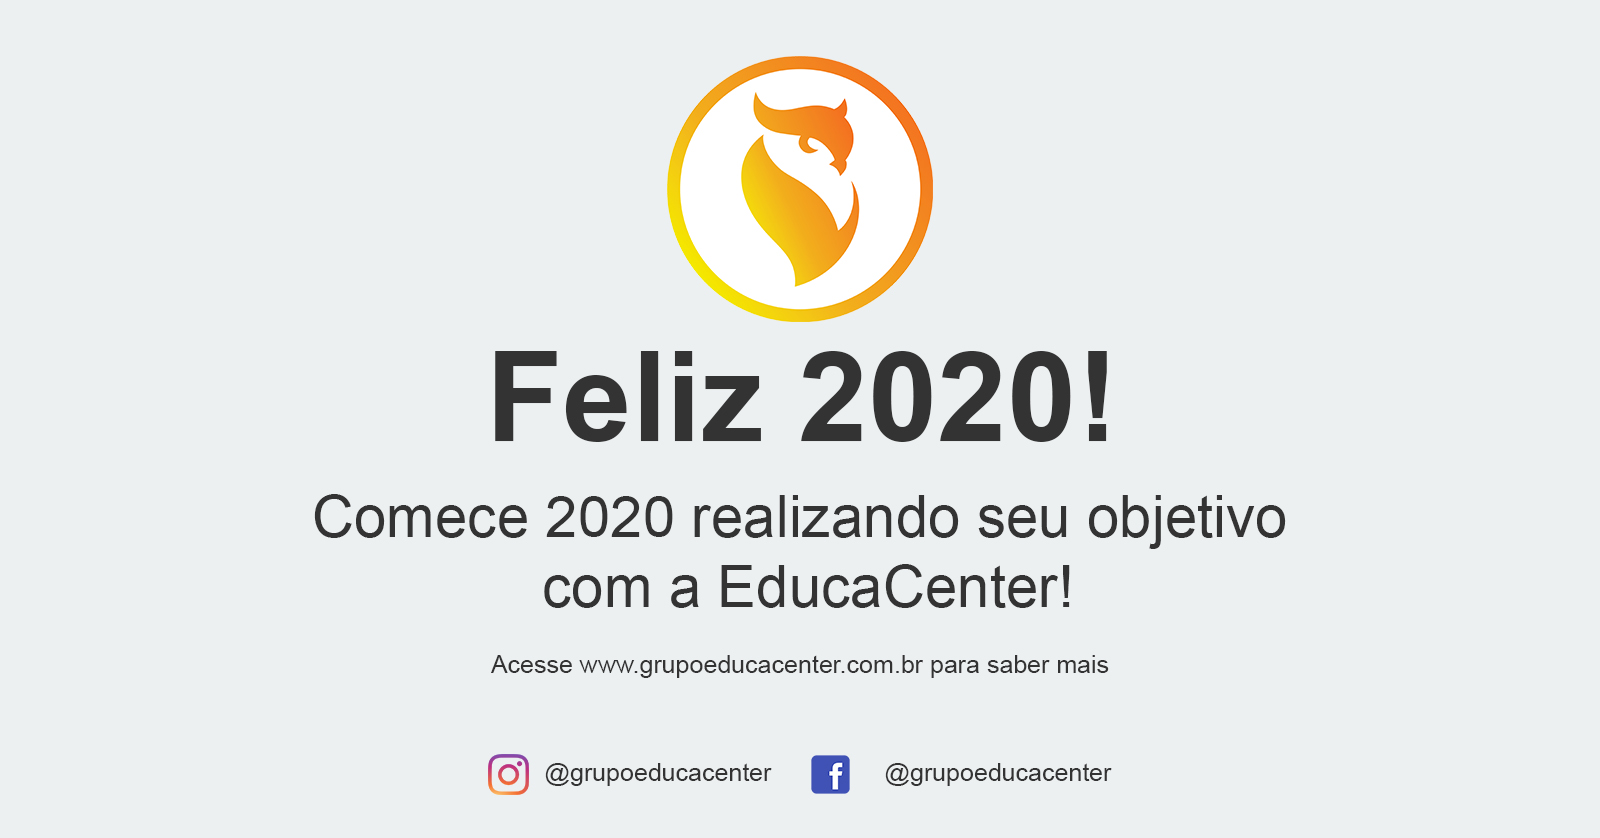 Feliz 2020!
Comece 2020 realizando seu objetivo
com a EducaCenter!
Acesse www.grupoeducacenter.com.br para saber mais
@grupoeducacenter @grupoeducacenter